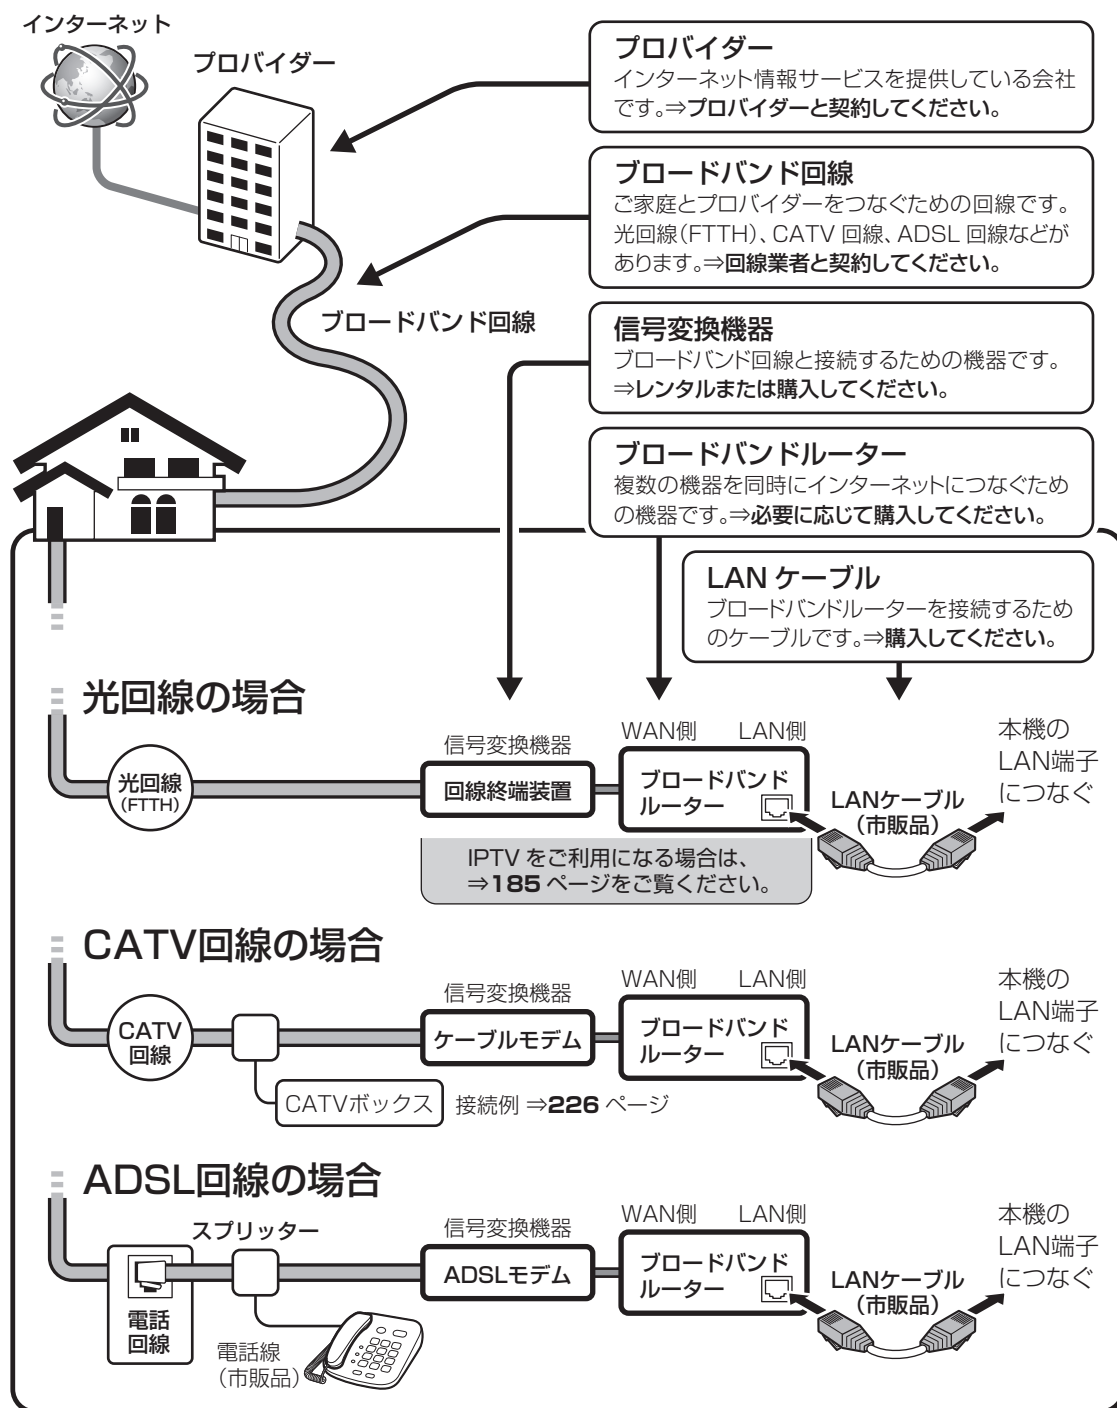 インターネット
プロバイダー
プロバイダー
インターネット情報サービスを提供している会社
です。⇒プロバイダーと契約してください。
ブロードバンド回線
ご家庭とプロバイダーをつなぐための回線です。
光回線(FTTH)、CATV 回線、ADSL 回線などが
あります。⇒回線業者と契約してください。
ブロードバンド回線
信号変換機器
ブロードバンド回線と接続するための機器です。
⇒レンタルまたは購入してください。
ブロードバンドルーター
複数の機器を同時にインターネットにつなぐため
の機器です。⇒必要に応じて購入してください。
LAN ケーブル
ブロードバンドルーターを接続するため
のケーブルです。⇒購入してください。
光回線の場合
光回線
(FTTH)
信号変換機器
回線終端装置
WAN側 LAN側
ブロードバンド
ルーター
LANケーブル
(市販品)
本機の
LAN端子
につなぐ
IPTV をご利用になる場合は、
⇒185 ページをご覧ください。
CATV回線の場合
CATV
回線
CATVボックス 接続例 ⇒226 ページ
信号変換機器
ケーブルモデム
WAN側 LAN側
ブロードバンド
ルーター
LANケーブル
(市販品)
本機の
LAN端子
につなぐ
ADSL回線の場合
スプリッター
電話
回線
電話線
(市販品)
信号変換機器
ADSLモデム
WAN側 LAN側
ブロードバンド
ルーター
LANケーブル
(市販品)
本機の
LAN端子
につなぐ